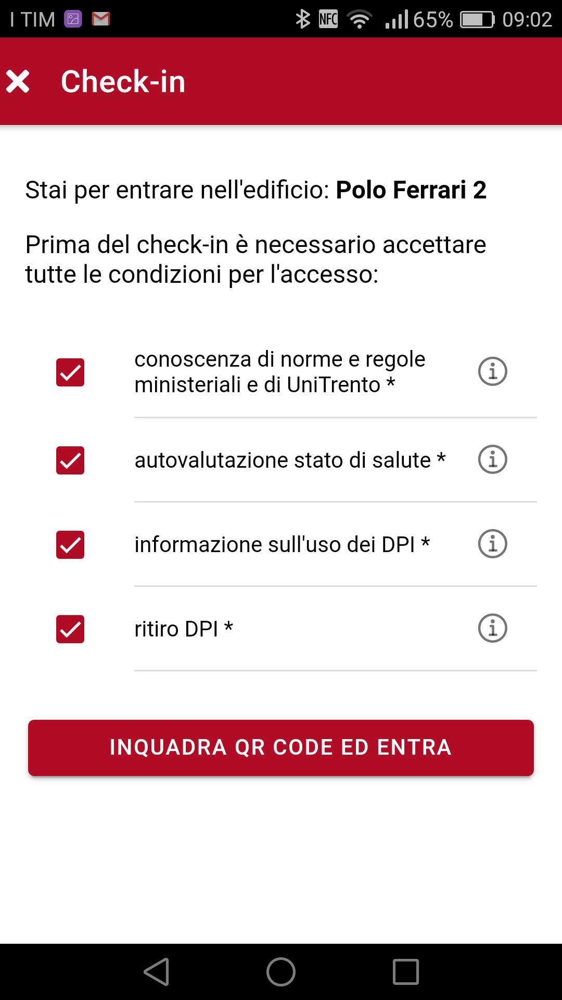 I TIM NFC 65% 09:02
Check-in
Stai per entrare nell'edificio: Polo Ferrari 2
Prima del check-in è necessario accettare
tutte le condizioni per l'accesso:
conoscenza di norme e regole
ministeriali e di UniTrento *
autovalutazione stato di salute *
informazione sull'uso dei DPI *
ritiro DPI *
INQUADRA QR CODE ED ENTRA